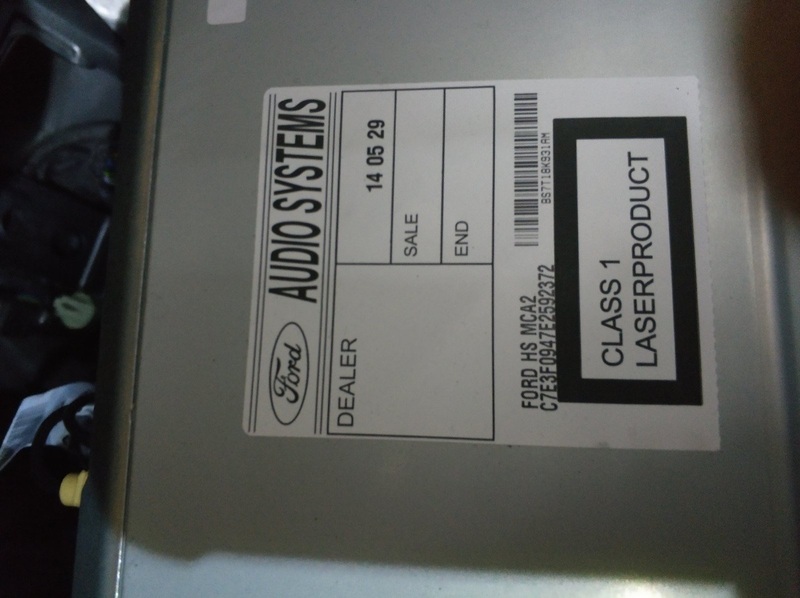 Ford AUDIO SYSTEMS
DEALER
14 05 29
SALE
END
BS7T18K931AM
FORD HS MCA2
C7E3F0947E2592372
CLASS 1
LASERPRODUCT